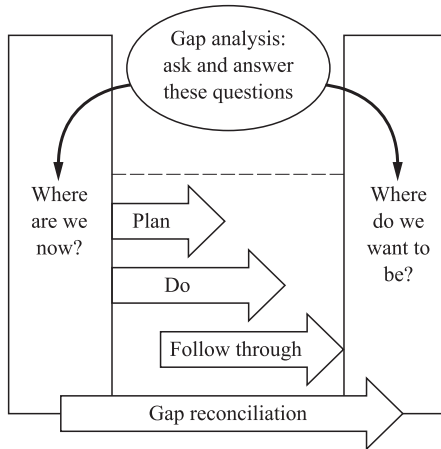 Gap analysis:
ask and answer
these questions
Where
are we
now?
Where
do we
want to
be?
Plan
Do
Follow through
Gap reconciliation